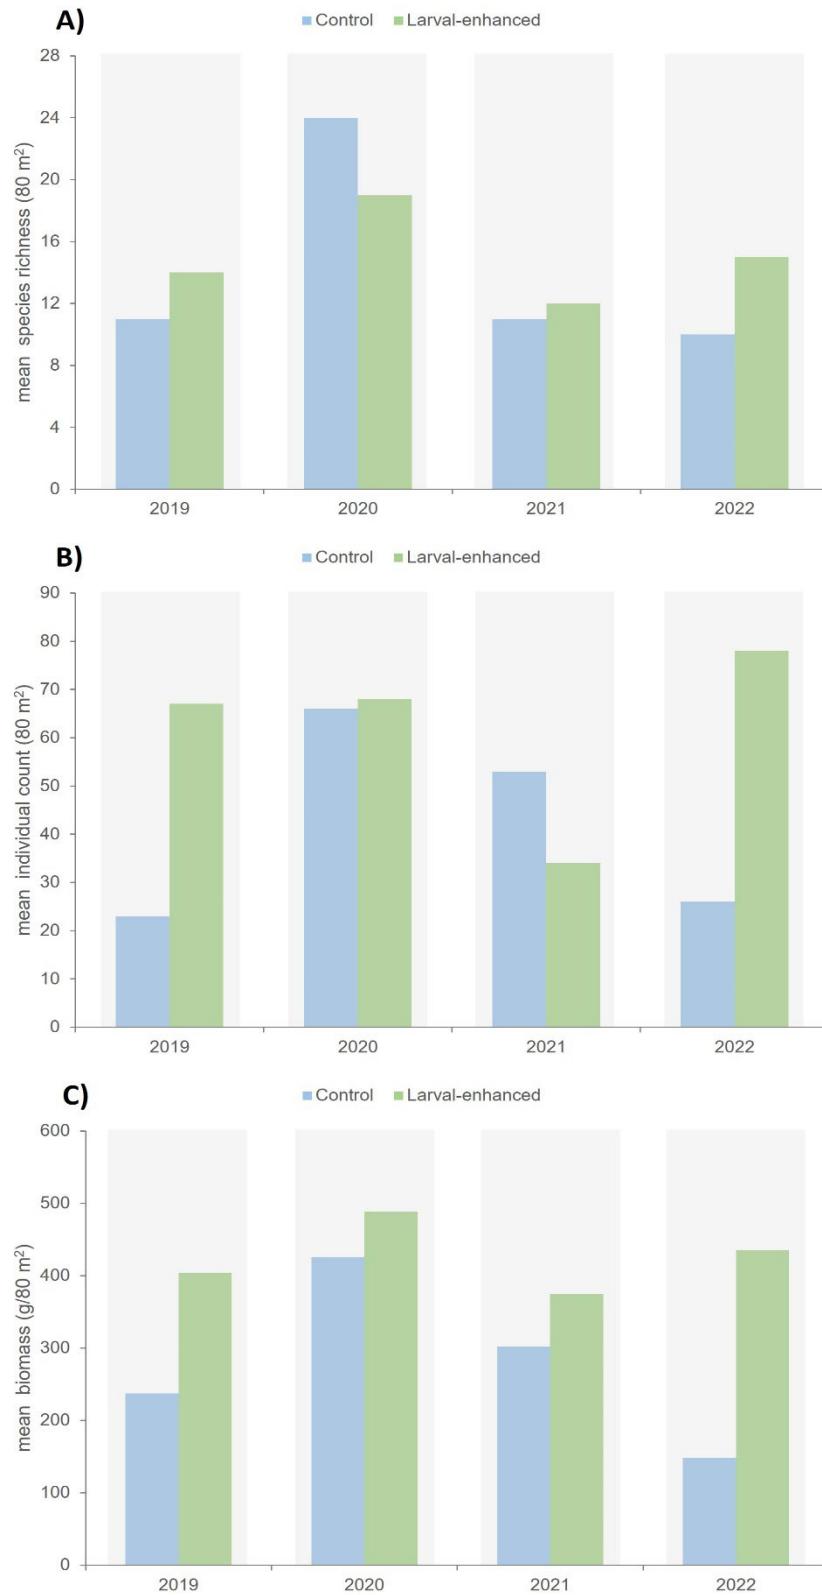 A)
Control Larval-enhanced
mean species richness (80 m²)
28
24
20
16
12
8
4
0
2019 2020 2021 2022
B)
Control Larval-enhanced
mean individual count (80 m²)
90
80
70
60
50
40
30
20
10
0
2019 2020 2021 2022
C)
Control Larval-enhanced
mean biomass (g/80 m²)
600
500
400
300
200
100
0
2019 2020 2021 2022